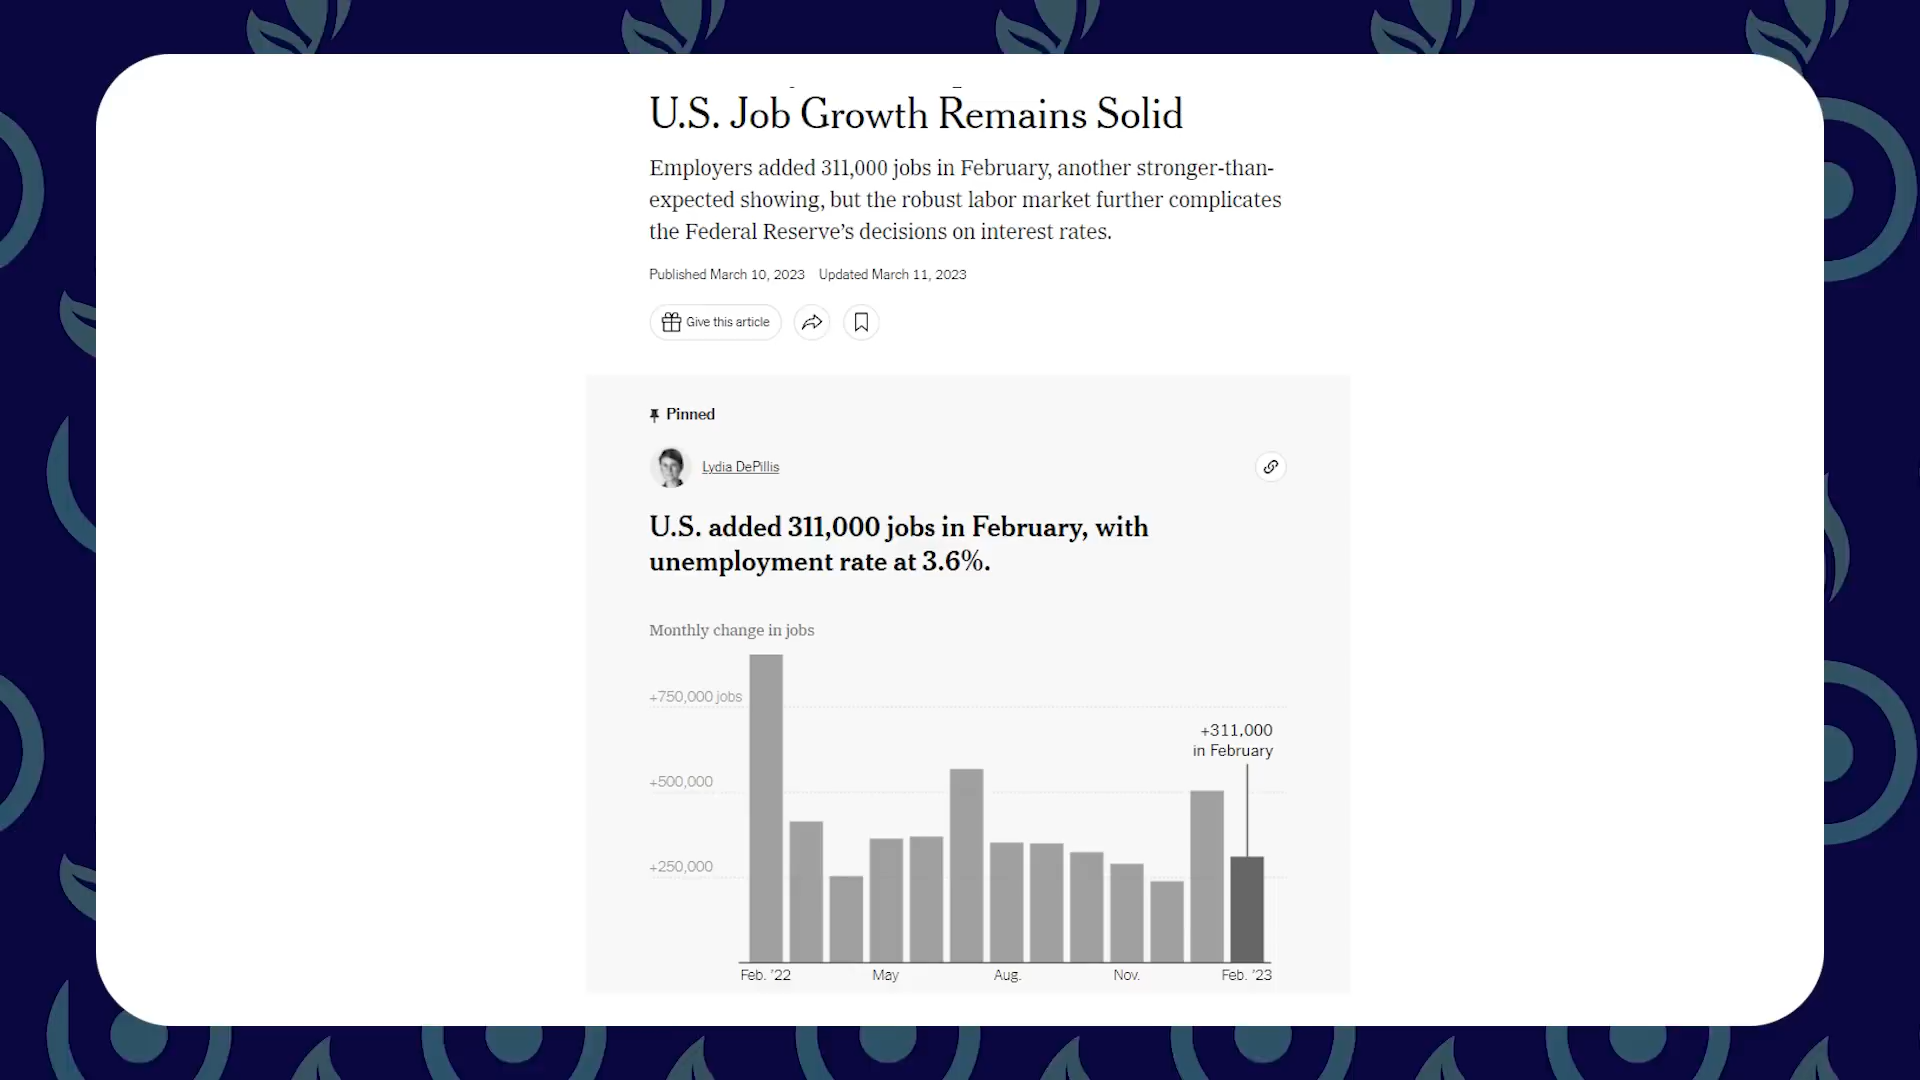 U.S. Job Growth Remains Solid
Employers added 311,000 jobs in February, another stronger-than-
expected showing, but the robust labor market further complicates
the Federal Reserve’s decisions on interest rates.
Published March 10, 2023 Updated March 11, 2023
Give this article
Pinned
Lydia DePillis
U.S. added 311,000 jobs in February, with
unemployment rate at 3.6%.
Monthly change in jobs
+750,000 jobs
+311,000
in February
+500,000
+250,000
Feb. ’22 May Aug. Nov. Feb. ’23